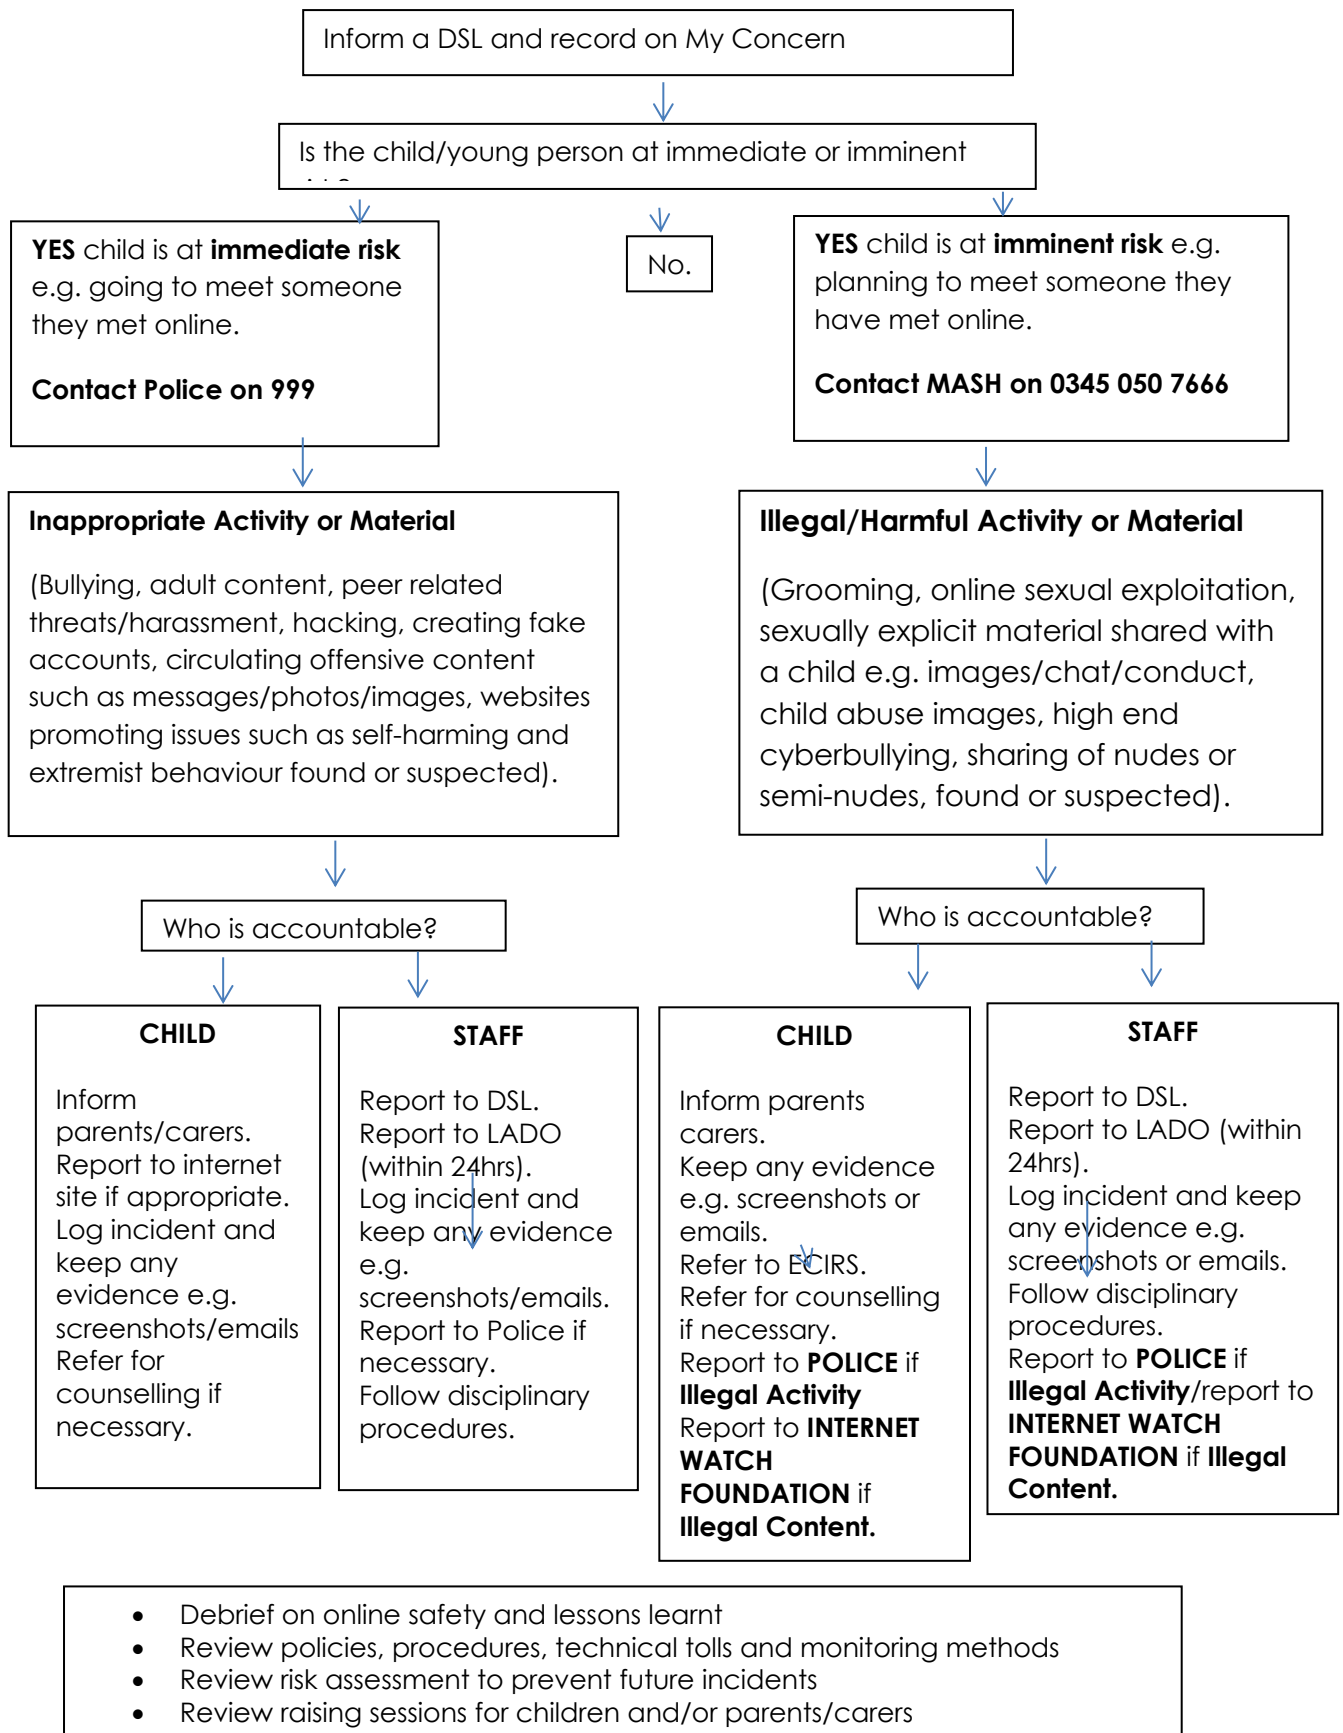 Inform a DSL and record on My Concern
Is the child/young person at immediate or imminent
YES child is at immediate risk
e.g. going to meet someone
they met online.
Contact Police on 999
No.
YES child is at imminent risk e.g.
planning to meet someone they
have met online.
Contact MASH on 0345 050 7666
Inappropriate Activity or Material
(Bullying, adult content, peer related
threats/harassment, hacking, creating fake
accounts, circulating offensive content
such as messages/photos/images, websites
promoting issues such as self-harming and
extremist behaviour found or suspected).
Illegal/Harmful Activity or Material
(Grooming, online sexual exploitation,
sexually explicit material shared with
a child e.g. images/chat/conduct,
child abuse images, high end
cyberbullying, sharing of nudes or
semi-nudes, found or suspected).
Who is accountable?
Who is accountable?
CHILD
Inform
parents/carers.
Report to internet
site if appropriate.
Log incident and
keep any
evidence e.g.
screenshots/emails
Refer for
counselling if
necessary.
STAFF
Report to DSL.
Report to LADO
(within 24hrs).
Log incident and
keep any evidence
e.g.
screenshots/emails.
Report to Police if
necessary.
Follow disciplinary
procedures.
CHILD
Inform parents
carers.
Keep any evidence
e.g. screenshots or
emails.
Refer to ECIRS.
Refer for counselling
if necessary.
Report to POLICE if
Illegal Activity
Report to INTERNET
WATCH
FOUNDATION if
Illegal Content.
STAFF
Report to DSL.
Report to LADO (within
24hrs).
Log incident and keep
any evidence e.g.
screenshots or emails.
Follow disciplinary
procedures.
Report to POLICE if
Illegal Activity/report to
INTERNET WATCH
FOUNDATION if Illegal
Content.
• Debrief on online safety and lessons learnt
• Review policies, procedures, technical tolls and monitoring methods
• Review risk assessment to prevent future incidents
• Review raising sessions for children and/or parents/carers